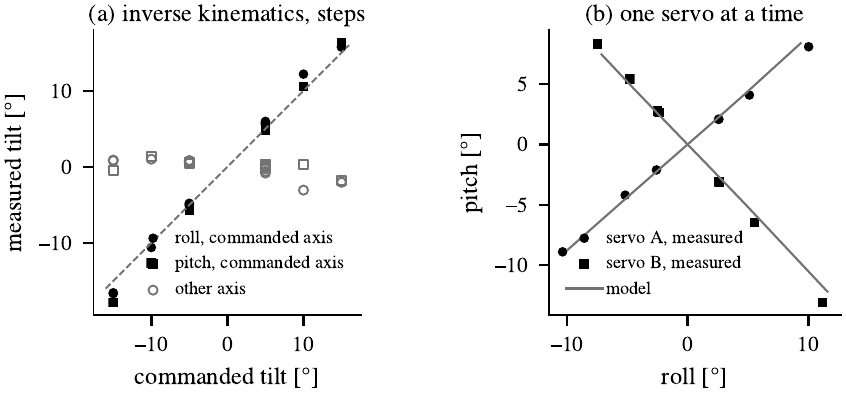 (a) inverse kinematics, steps
measured tilt [°]
10
0
−10
roll, commanded axis
pitch, commanded axis
other axis
−10 0 10
commanded tilt [°]
(b) one servo at a time
pitch [°]
5
0
−5
−10
servo A, measured
servo B, measured
model
−10 0 10
roll [°]